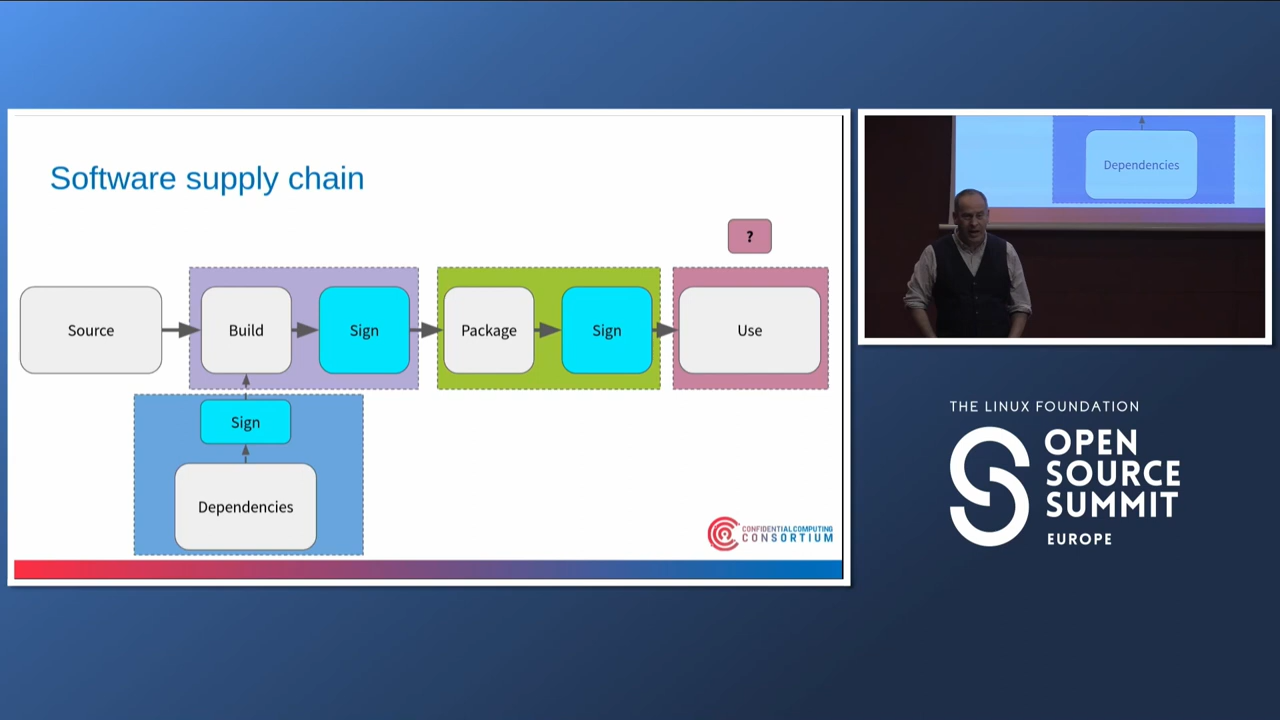 Software supply chain
?
Source
Build
Sign
Package
Sign
Use
Sign
Dependencies
CONFIDENTIAL COMPUTING
CONSORTIUM
Dependencies
THE LINUX FOUNDATION
OPEN
SOURCE
SUMMIT
EUROPE